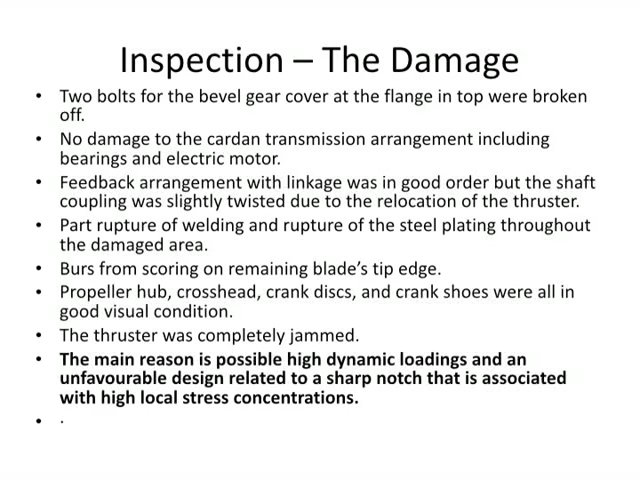 Inspection – The Damage
• Two bolts for the bevel gear cover at the flange in top were broken
off.
• No damage to the cardan transmission arrangement including
bearings and electric motor.
• Feedback arrangement with linkage was in good order but the shaft
coupling was slightly twisted due to the relocation of the thruster.
• Part rupture of welding and rupture of the steel plating throughout
the damaged area.
• Burs from scoring on remaining blade’s tip edge.
• Propeller hub, crosshead, crank discs, and crank shoes were all in
good visual condition.
• The thruster was completely jammed.
• The main reason is possible high dynamic loadings and an
unfavourable design related to a sharp notch that is associated
with high local stress concentrations.
• .